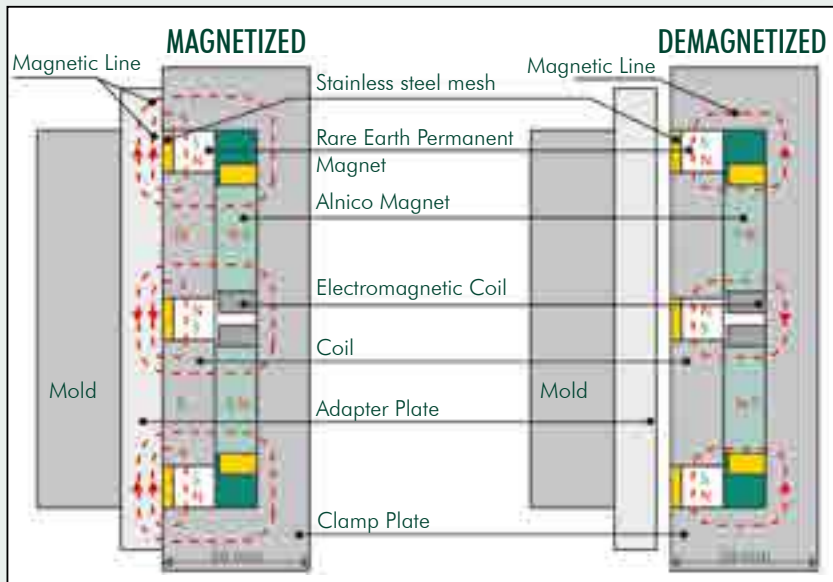 MAGNETIZED
DEMAGNETIZED
Magnetic Line
Magnetic Line
Stainless steel mesh
Rare Earth Permanent
Magnet
Alnico Magnet
Electromagnetic Coil
Coil
Mold
Mold
Adapter Plate
Clamp Plate
S
N
N
S
S
N
S
N
N
S
S
N